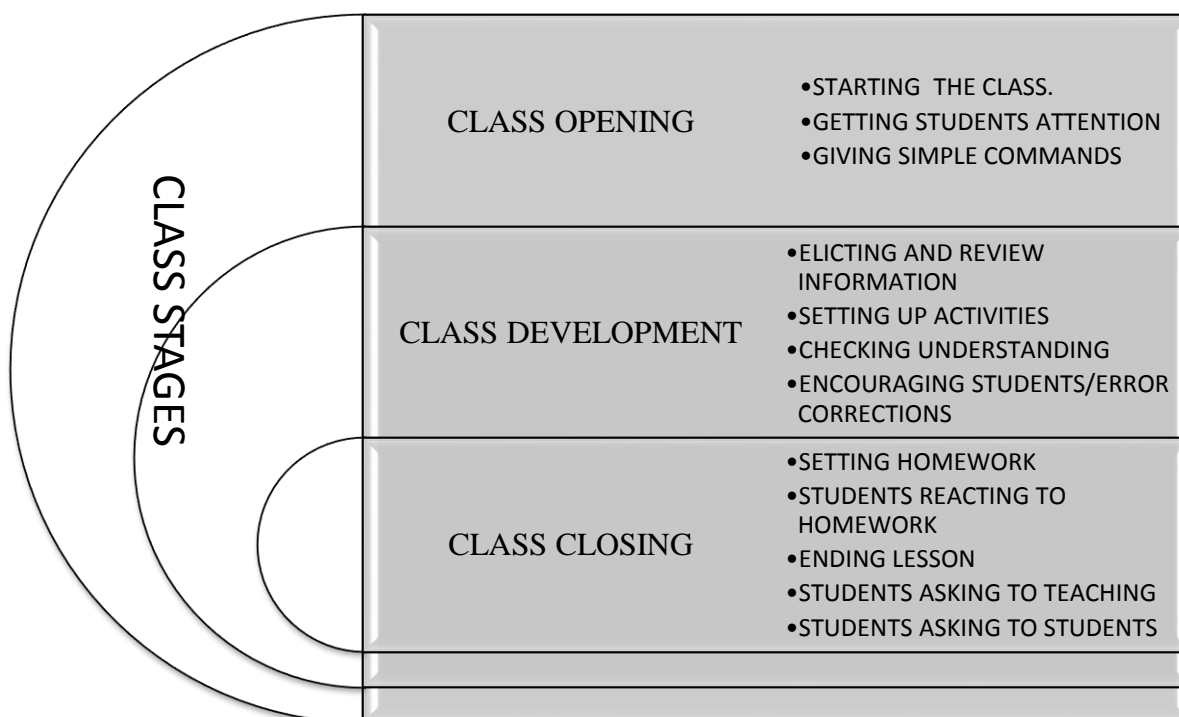 CLASS STAGES
CLASS OPENING
•STARTING THE CLASS.
•GETTING STUDENTS ATTENTION
•GIVING SIMPLE COMMANDS
CLASS DEVELOPMENT
•ELICTING AND REVIEW
INFORMATION
•SETTING UP ACTIVITIES
•CHECKING UNDERSTANDING
•ENCOURAGING STUDENTS/ERROR
CORRECTIONS
CLASS CLOSING
•SETTING HOMEWORK
•STUDENTS REACTING TO
HOMEWORK
•ENDING LESSON
•STUDENTS ASKING TO TEACHING
•STUDENTS ASKING TO STUDENTS